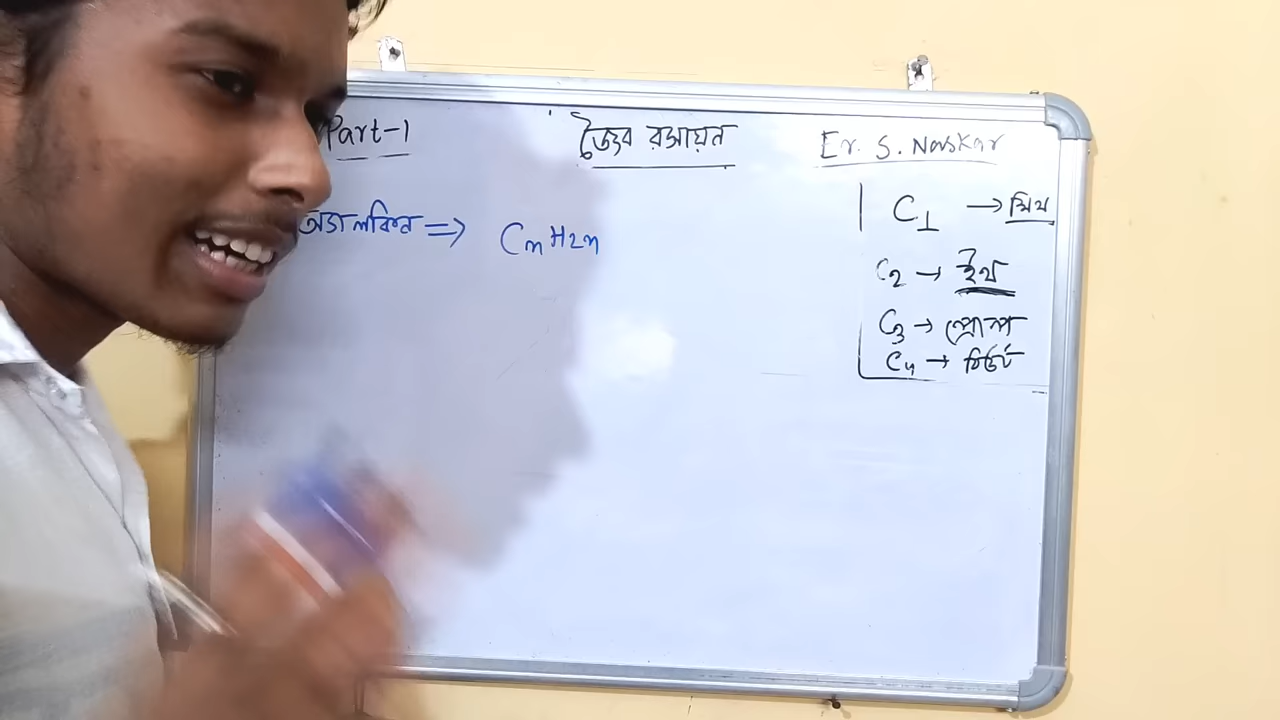 Part-1
জৈব রসায়ন
Er. S. Naskar
অ্যালকিন => CnH2n
C1 → মিথ
C2 → ইথ
C3 → প্রোপ
C4 → বিউট